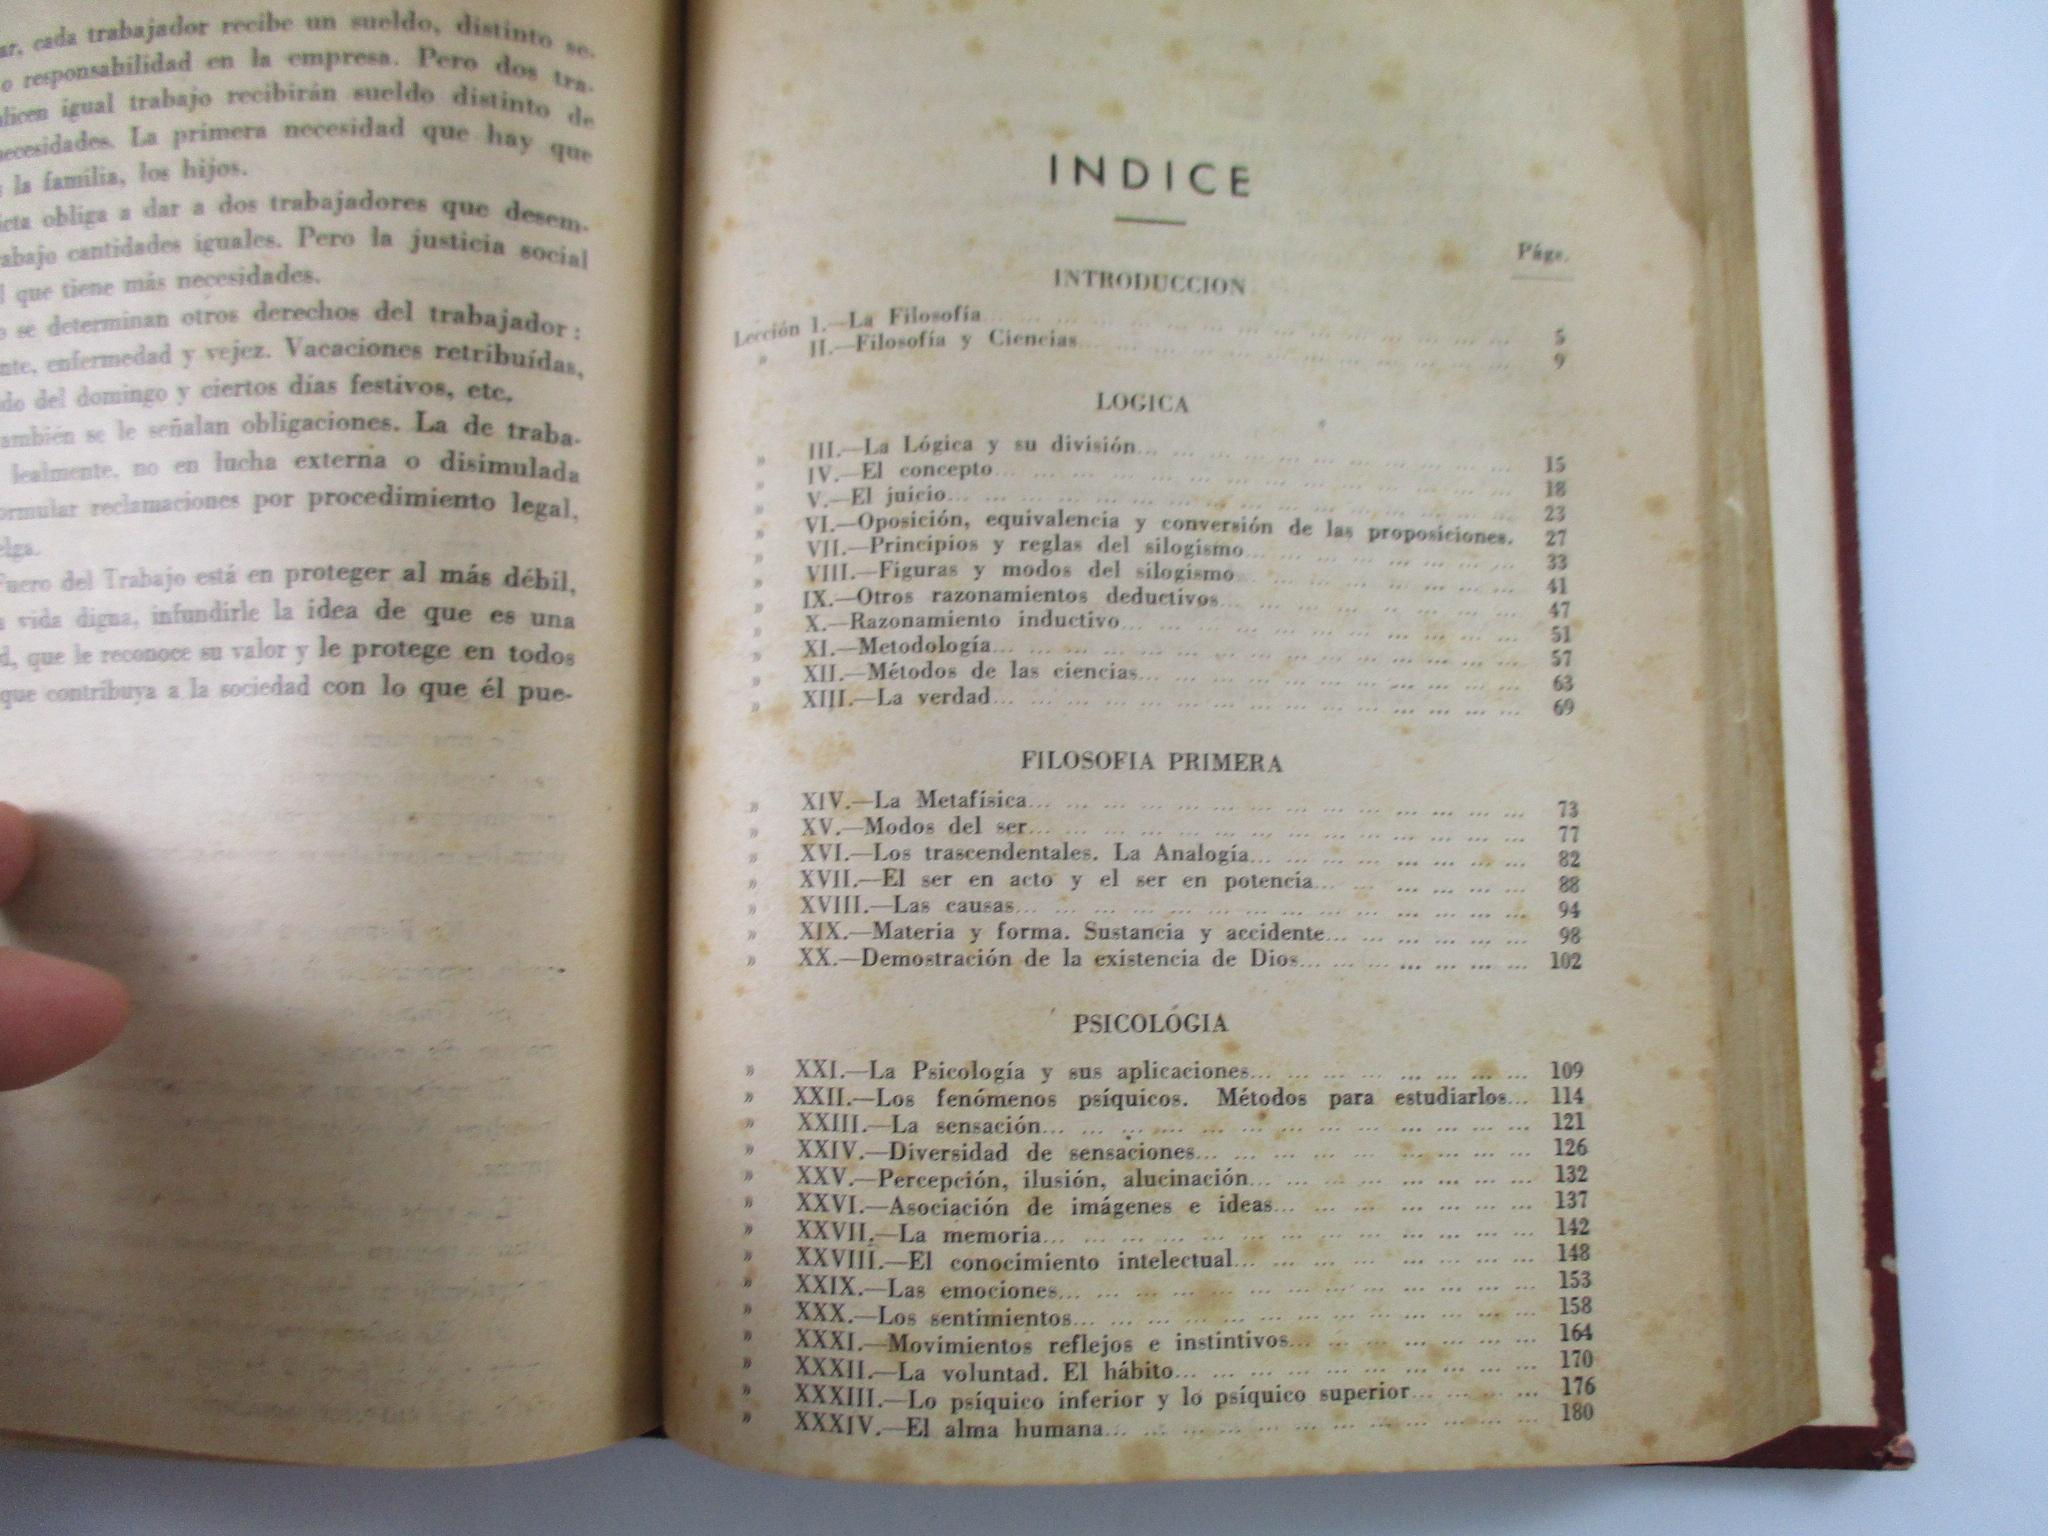 ar, cada trabajador recibe un sueldo, distinto se-
o responsabilidad en la empresa. Pero dos tra-
licen igual trabajo recibirán sueldo distinto de
necesidades. La primera necesidad que hay que
s la familia, los hijos.
icta obliga a dar a dos trabajadores que desem-
abajo cantidades iguales. Pero la justicia social
l que tiene más necesidades.
o se determinan otros derechos del trabajador:
nte, enfermedad y vejez. Vacaciones retribuídas,
do del domingo y ciertos días festivos, etc.
ambién se le señalan obligaciones. La de traba-
lealmente, no en lucha externa o disimulada
ormular reclamaciones por procedimiento legal,
elga.
Fuero del Trabajo está en proteger al más débil,
a vida digna, infundirle la idea de que es una
d, que le reconoce su valor y le protege en todos
que contribuya a la sociedad con lo que él pue-
INDICE
Págs.
INTRODUCCION
Lección I.—La Filosofía... 5
» II.—Filosofía y Ciencias... 9
LOGICA
» III.—La Lógica y su división... 15
» IV.—El concepto... 18
» V.—El juicio... 23
» VI.—Oposición, equivalencia y conversión de las proposiciones. 27
» VII.—Principios y reglas del silogismo... 33
» VIII.—Figuras y modos del silogismo... 41
» IX.—Otros razonamientos deductivos... 47
» X.—Razonamiento inductivo... 51
» XI.—Metodología... 57
» XII.—Métodos de las ciencias... 63
» XIII.—La verdad... 69
FILOSOFIA PRIMERA
» XIV.—La Metafísica... 73
» XV.—Modos del ser... 77
» XVI.—Los trascendentales. La Analogía... 82
» XVII.—El ser en acto y el ser en potencia... 88
» XVIII.—Las causas... 94
» XIX.—Materia y forma. Sustancia y accidente... 98
» XX.—Demostración de la existencia de Dios... 102
PSICOLOGIA
» XXI.—La Psicología y sus aplicaciones... 109
» XXII.—Los fenómenos psíquicos. Métodos para estudiarlos... 114
» XXIII.—La sensación... 121
» XXIV.—Diversidad de sensaciones... 126
» XXV.—Percepción, ilusión, alucinación... 132
» XXVI.—Asociación de imágenes e ideas... 137
» XXVII.—La memoria... 142
» XXVIII.—El conocimiento intelectual... 148
» XXIX.—Las emociones... 153
» XXX.—Los sentimientos... 158
» XXXI.—Movimientos reflejos e instintivos... 164
» XXXII.—La voluntad. El hábito... 170
» XXXIII.—Lo psíquico inferior y lo psíquico superior... 176
» XXXIV.—El alma humana... 180